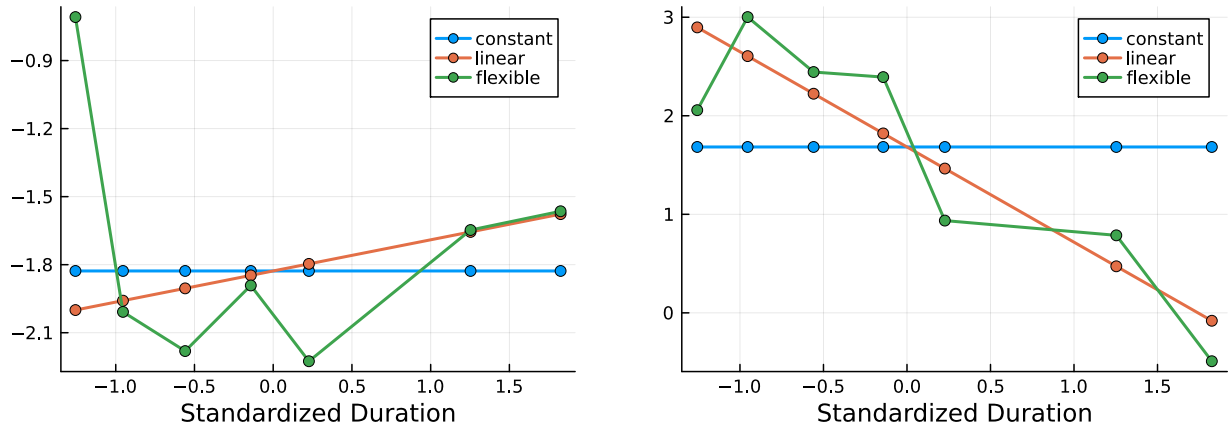 −0.9
−1.2
−1.5
−1.8
−2.1
−1.0 −0.5 0.0 0.5 1.0 1.5
Standardized Duration
constant
linear
flexible
3
2
1
0
−1.0 −0.5 0.0 0.5 1.0 1.5
Standardized Duration
constant
linear
flexible